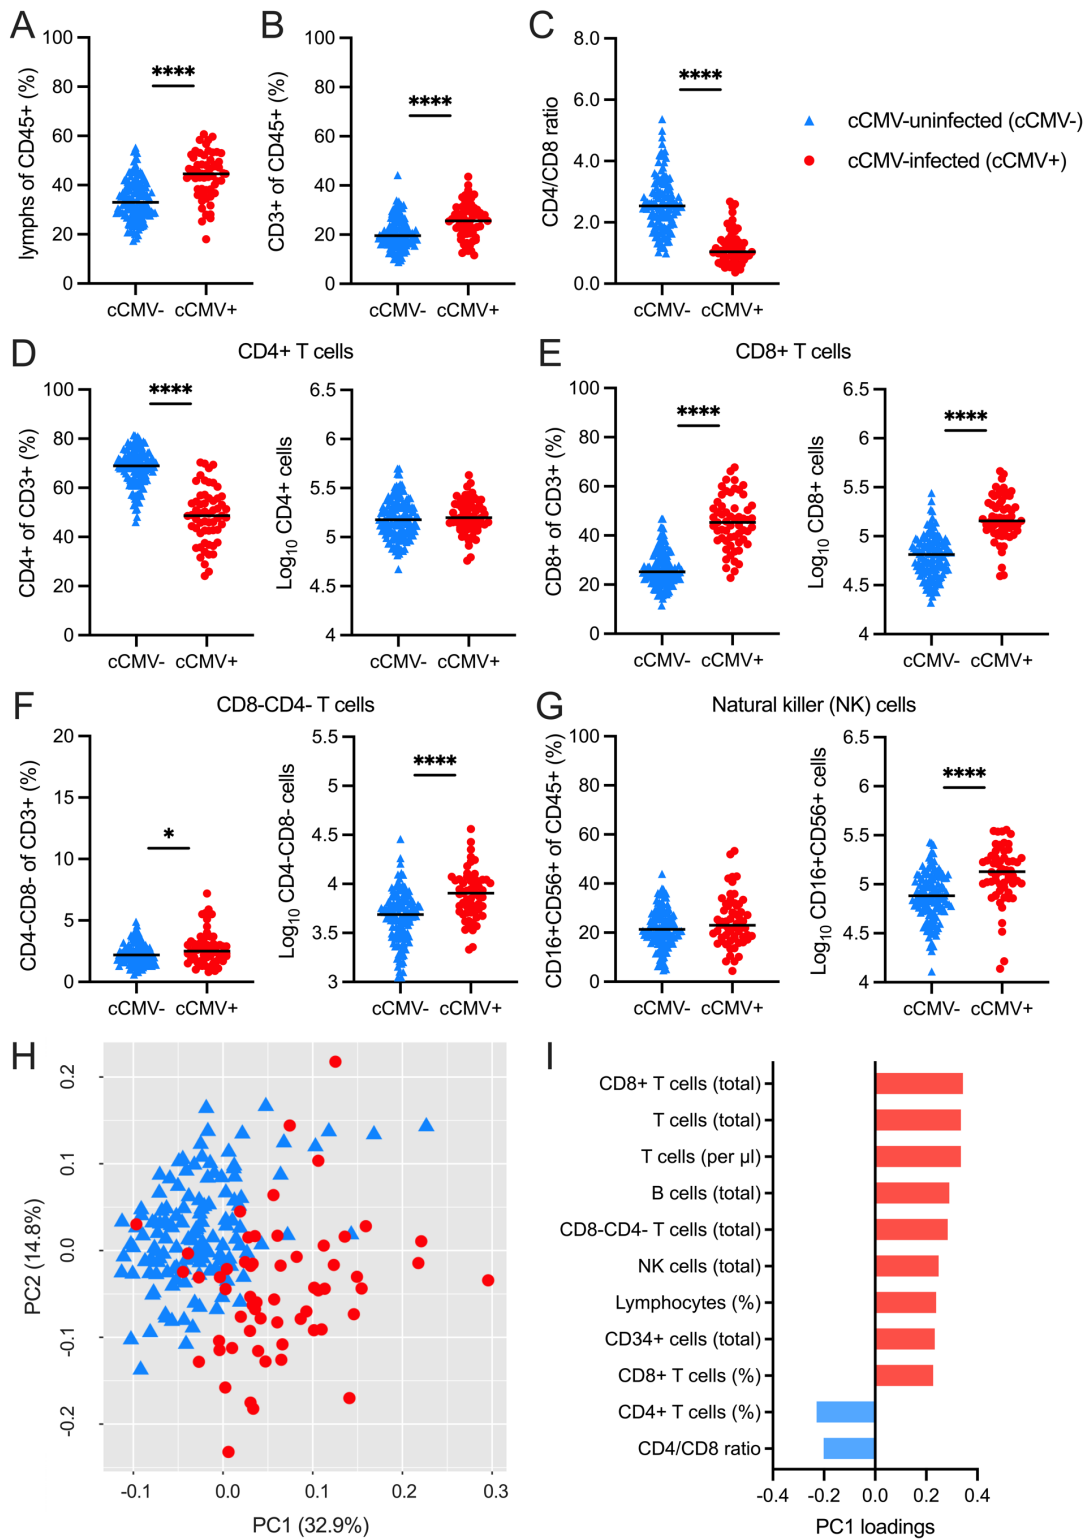 A
lymphs of CD45+ (%)
100
80
60
40
20
0
****
cCMV- cCMV+
B
CD3+ of CD45+ (%)
100
80
60
40
20
0
****
cCMV- cCMV+
C
CD4/CD8 ratio
8.0
6.0
4.0
2.0
0.0
****
cCMV- cCMV+
cCMV-uninfected (cCMV-)
cCMV-infected (cCMV+)
D
CD4+ T cells
CD4+ of CD3+ (%)
100
80
60
40
20
0
****
cCMV- cCMV+
Log10 CD4+ cells
6.5
6
5.5
5
4.5
4
cCMV- cCMV+
E
CD8+ T cells
CD8+ of CD3+ (%)
100
80
60
40
20
0
****
cCMV- cCMV+
Log10 CD8+ cells
6.5
6
5.5
5
4.5
4
****
cCMV- cCMV+
F
CD8-CD4- T cells
CD4-CD8- of CD3+ (%)
20
15
10
5
0
*
cCMV- cCMV+
Log10 CD4-CD8- cells
5.5
5
4.5
4
3.5
3
****
cCMV- cCMV+
G
Natural killer (NK) cells
CD16+CD56+ of CD45+ (%)
100
80
60
40
20
0
cCMV- cCMV+
Log10 CD16+CD56+ cells
6.5
6
5.5
5
4.5
4
****
cCMV- cCMV+
H
PC2 (14.8%)
0.2
0.1
0.0
-0.1
-0.2
-0.1 0.0 0.1 0.2 0.3
PC1 (32.9%)
I
CD8+ T cells (total)
T cells (total)
T cells (per µl)
B cells (total)
CD8-CD4- T cells (total)
NK cells (total)
Lymphocytes (%)
CD34+ cells (total)
CD8+ T cells (%)
CD4+ T cells (%)
CD4/CD8 ratio
-0.4 -0.2 0.0 0.2 0.4
PC1 loadings